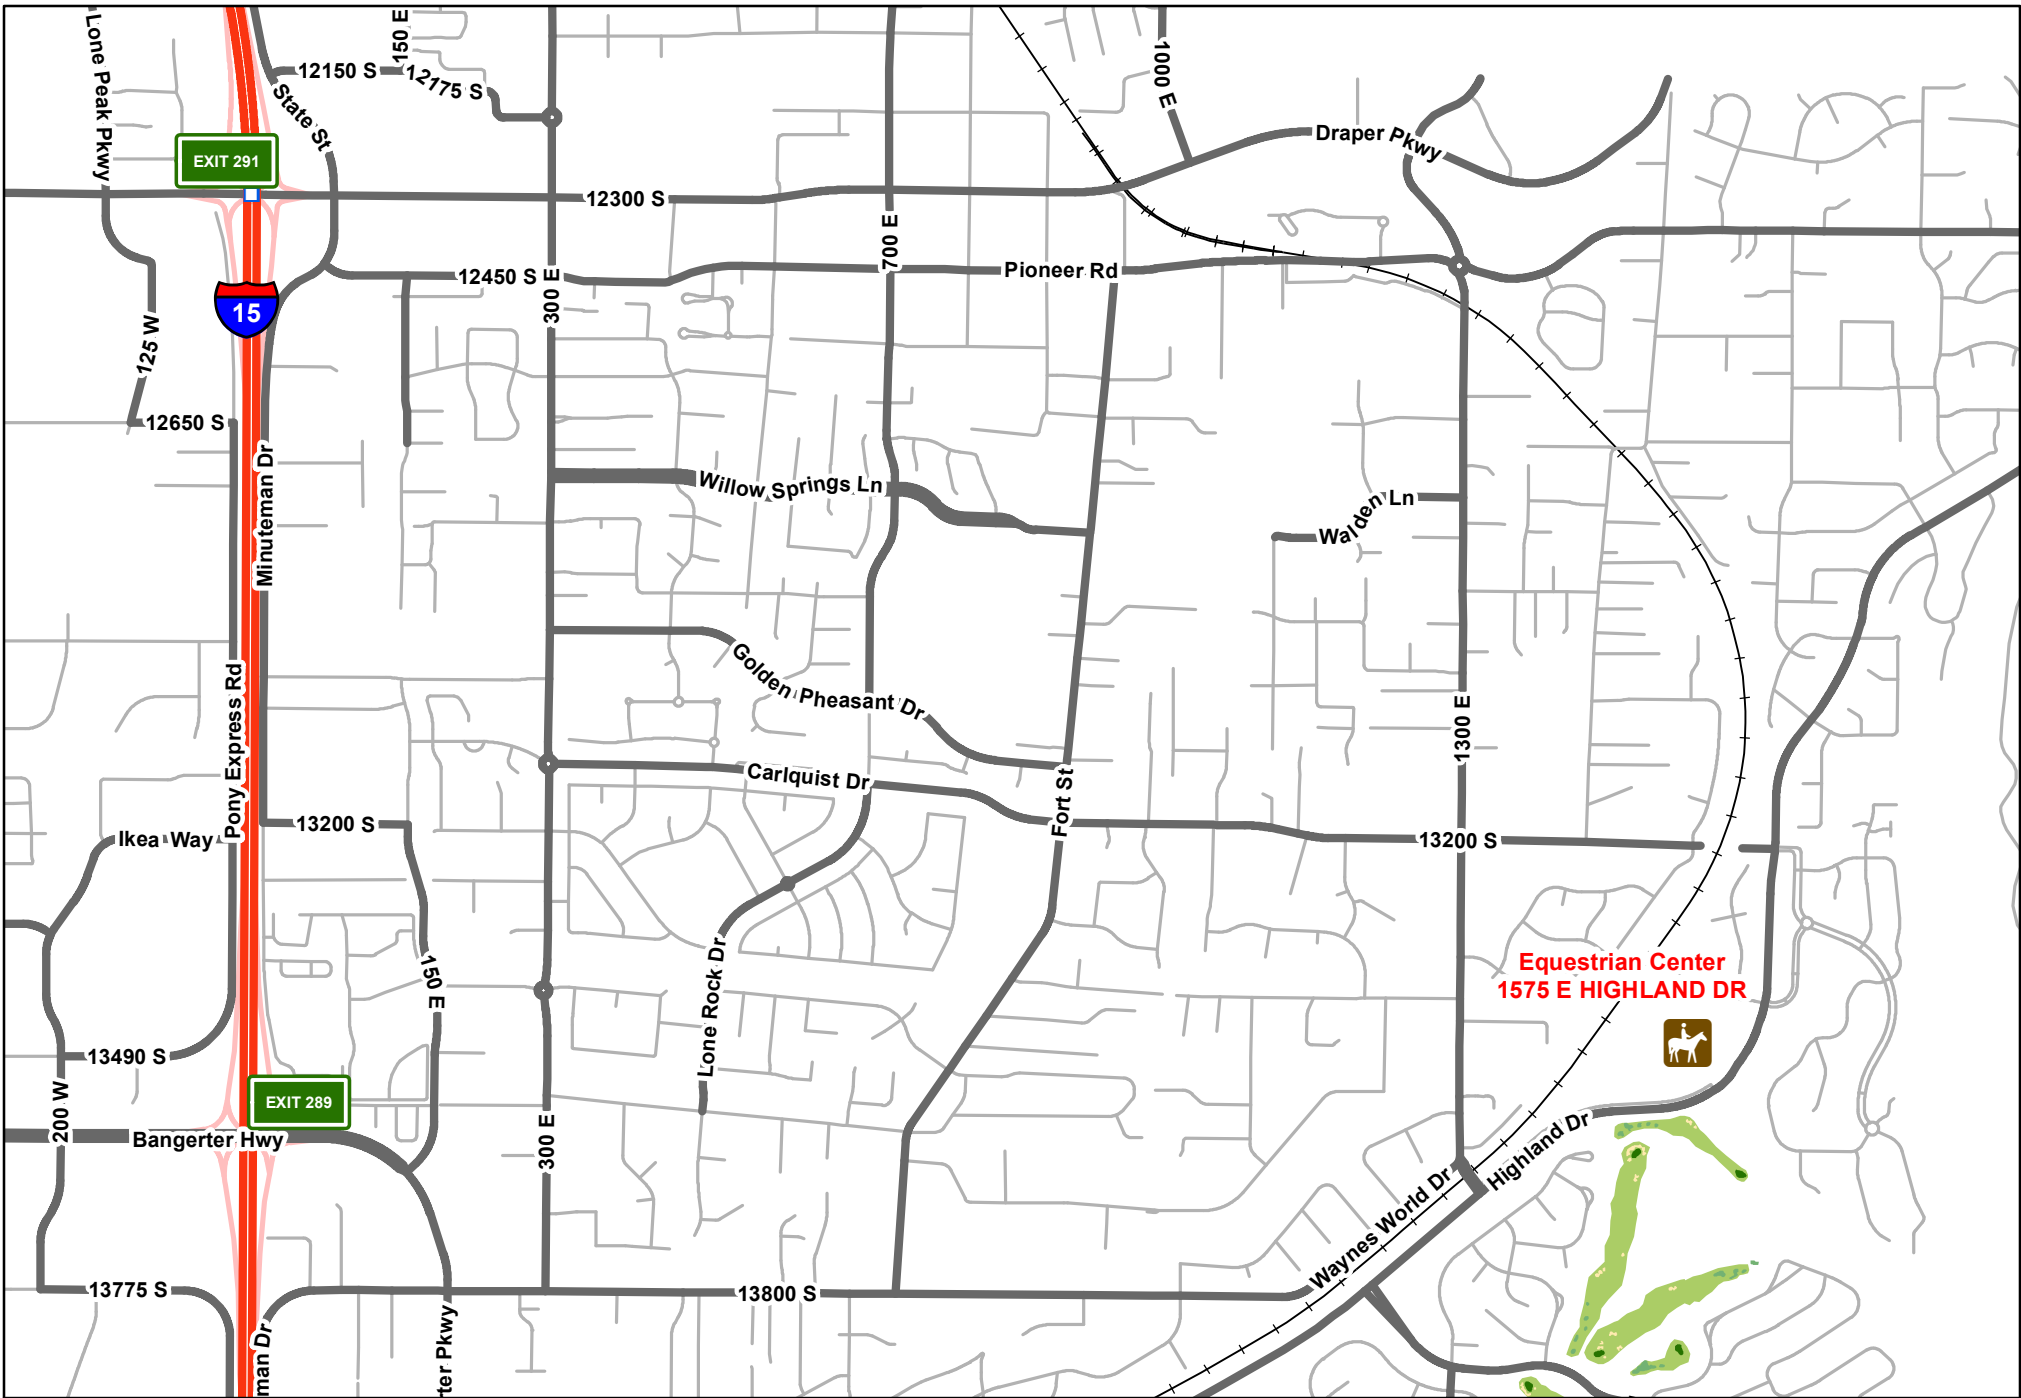 Lone Peak Pkwy
150 E
12150 S
12175 S
State St
1000 E
Draper Pkwy
EXIT 291
12300 S
700 E
12450 S
300 E
Pioneer Rd
15
125 W
12650 S
Minuteman Dr
Willow Springs Ln
Walden Ln
Golden Pheasant Dr
Pony Express Rd
1300 E
Carlquist Dr
Fort St
Ikea Way
13200 S
13200 S
Equestrian Center
1575 E HIGHLAND DR
150 E
Lone Rock Dr
13490 S
200 W
EXIT 289
Bangerter Hwy
300 E
Highland Dr
Waynes World Dr
13775 S
13800 S
man Dr
ter Pkwy